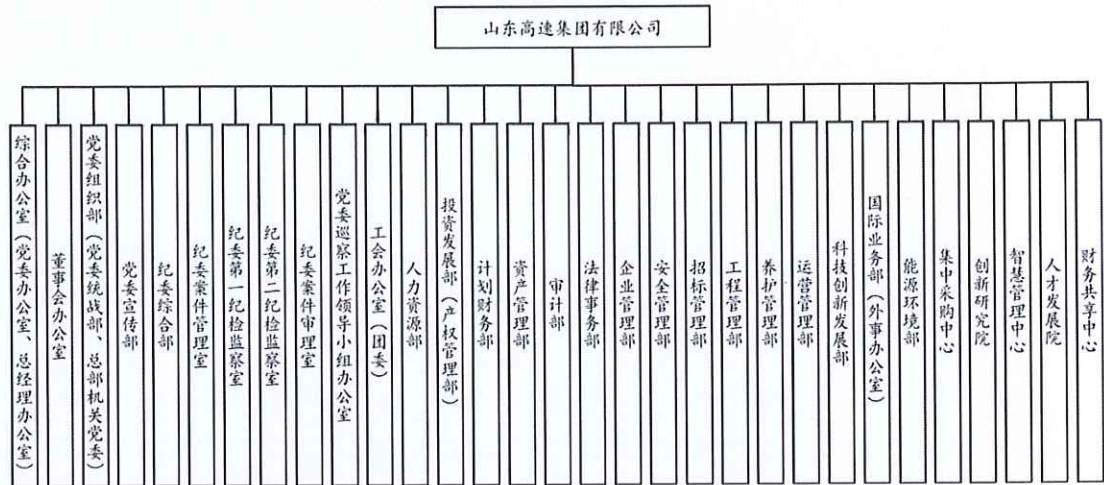 山东高速集团有限公司
综合办公室（党委办公室、总经理办公室）
董事会办公室
党委组织部（党委统战部、总部机关党委）
党委宣传部
纪委综合部
纪委案件管理室
纪委第一纪检监察室
纪委第二纪检监察室
纪委案件审理室
党委巡察工作领导小组办公室
工会办公室（团委）
人力资源部
投资发展部（产权管理部）
计划财务部
资产管理部
审计部
法律事务部
企业管理部
安全管理部
招标管理部
工程管理部
养护管理部
运营管理部
科技创新发展部
国际业务部（外事办公室）
能源环境部
集中采购中心
创新研究院
智慧管理中心
人才发展院
财务共享中心